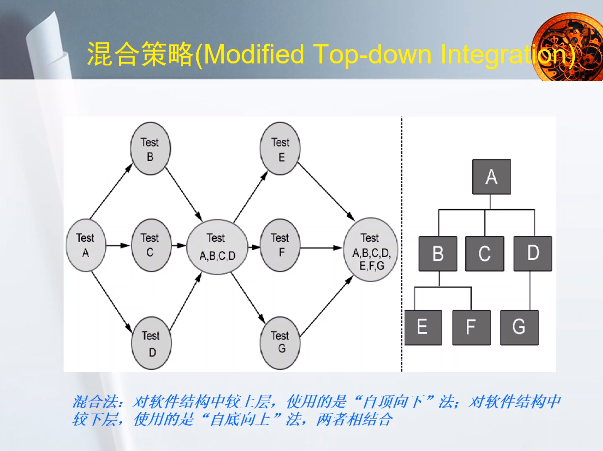 混合策略(Modified Top-down Integration)
Test
B
Test
E
Test
A
Test
C
Test
A,B,C,D
Test
F
Test
A,B,C,D,
E,F,G
Test
D
Test
G
A
B
C
D
E
F
G
混合法：对软件结构中较上层，使用的是“自顶向下”法；对软件结构中
较下层，使用的是“自底向上”法，两者相结合